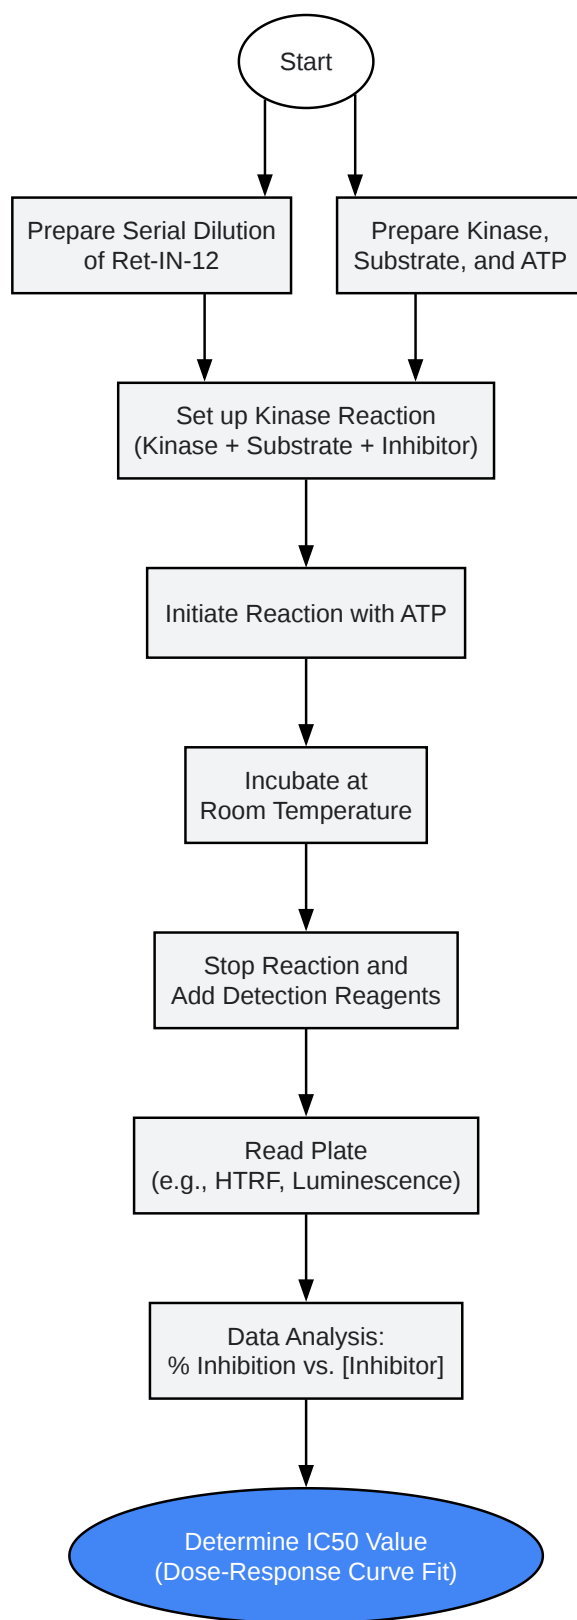 Start
Prepare Serial Dilution
of Ret-IN-12
Prepare Kinase,
Substrate, and ATP
Set up Kinase Reaction
(Kinase + Substrate + Inhibitor)
Initiate Reaction with ATP
Incubate at
Room Temperature
Stop Reaction and
Add Detection Reagents
Read Plate
(e.g., HTRF, Luminescence)
Data Analysis:
% Inhibition vs. [Inhibitor]
Determine IC50 Value
(Dose-Response Curve Fit)